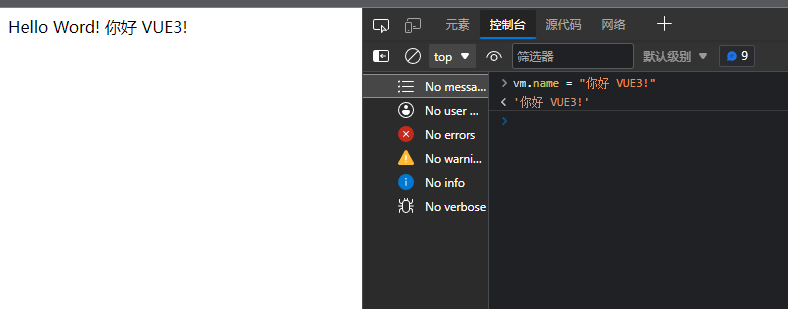 Hello Word! 你好 VUE3!
元素 控制台 源代码 网络
top 筛选器 默认级别 9
No messa...
No user ...
No errors
No warni...
No info
No verbose
vm.name = "你好 VUE3!"
'你好 VUE3!'